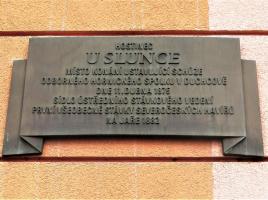 HOSTINEC
U SLUNCE
MÍSTO KONÁNÍ USTAVUJÍCÍ SCHŮZE
ODBORNÉHO HORNICKÉHO SPOLKU V DUCHCOVĚ
DNE 11. DUBNA 1875
SÍDLO ÚSTŘEDNÍHO STÁVKOVÉHO VEDENÍ
PRVNÍ VŠEOBECNÉ STÁVKY SEVEROČESKÝCH HAVÍŘŮ
NA JAŘE 1882